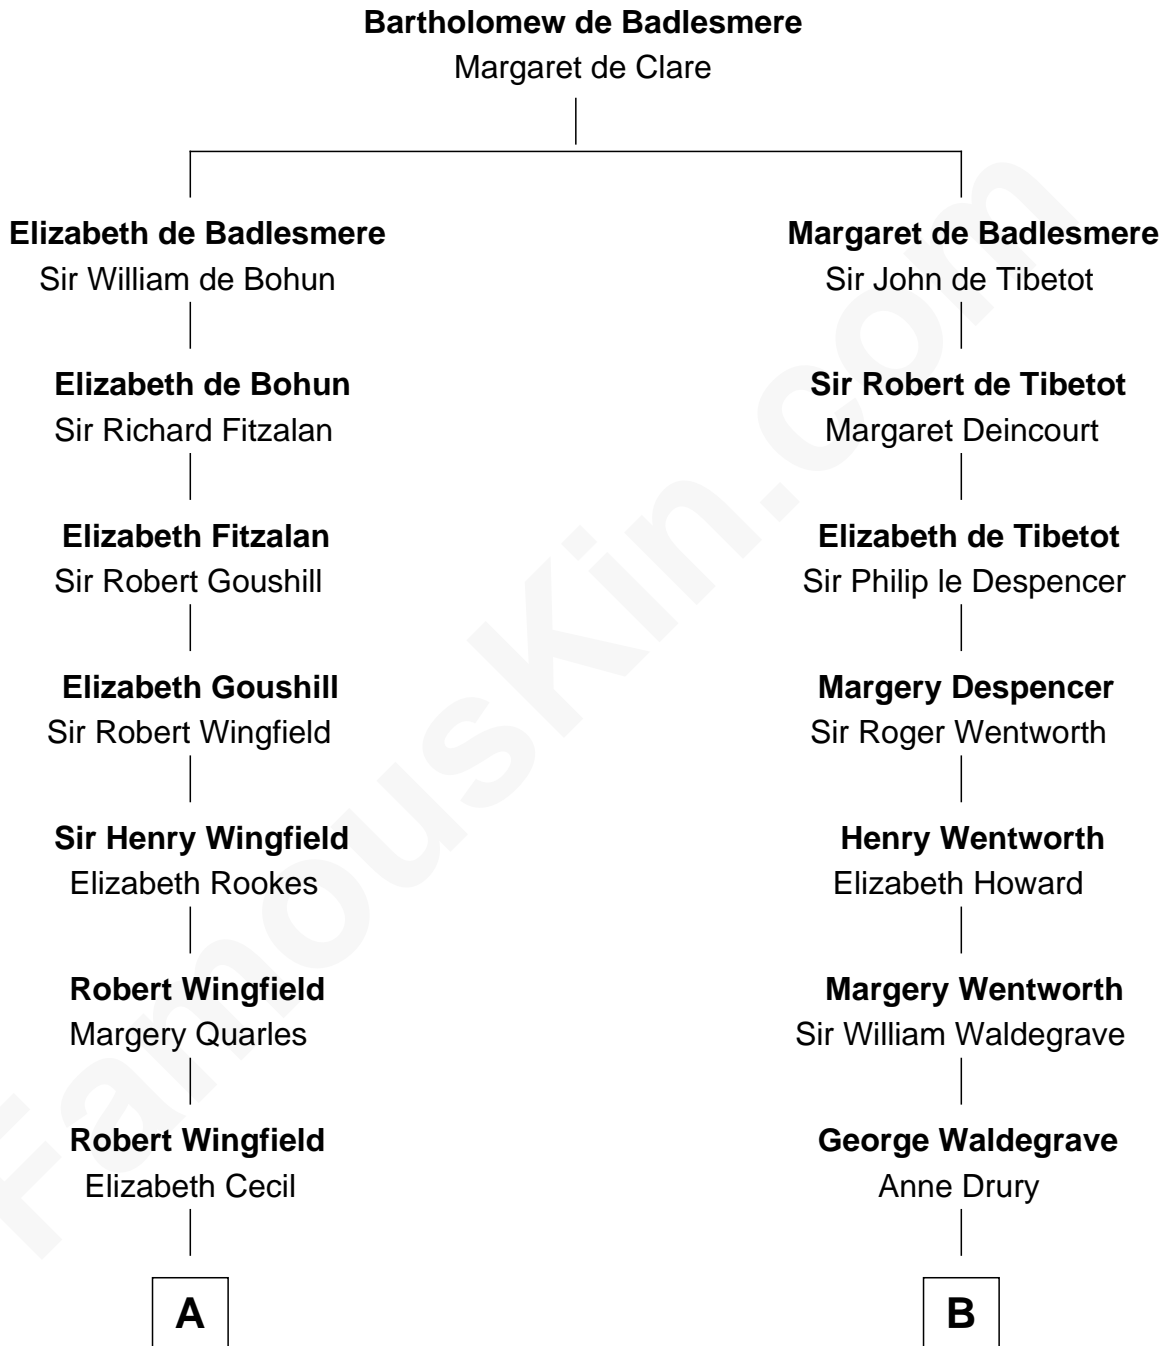 Bartholomew de Badlesmere
Margaret de Clare
Elizabeth de Badlesmere
Sir William de Bohun
Margaret de Badlesmere
Sir John de Tibetot
Elizabeth de Bohun
Sir Richard Fitzalan
Sir Robert de Tibetot
Margaret Deincourt
Elizabeth Fitzalan
Sir Robert Goushill
Elizabeth de Tibetot
Sir Philip le Despencer
Elizabeth Goushill
Sir Robert Wingfield
Margery Despencer
Sir Roger Wentworth
Sir Henry Wingfield
Elizabeth Rookes
Henry Wentworth
Elizabeth Howard
Robert Wingfield
Margery Quarles
Margery Wentworth
Sir William Waldegrave
Robert Wingfield
Elizabeth Cecil
George Waldegrave
Anne Drury
A
B
FamousKin.com